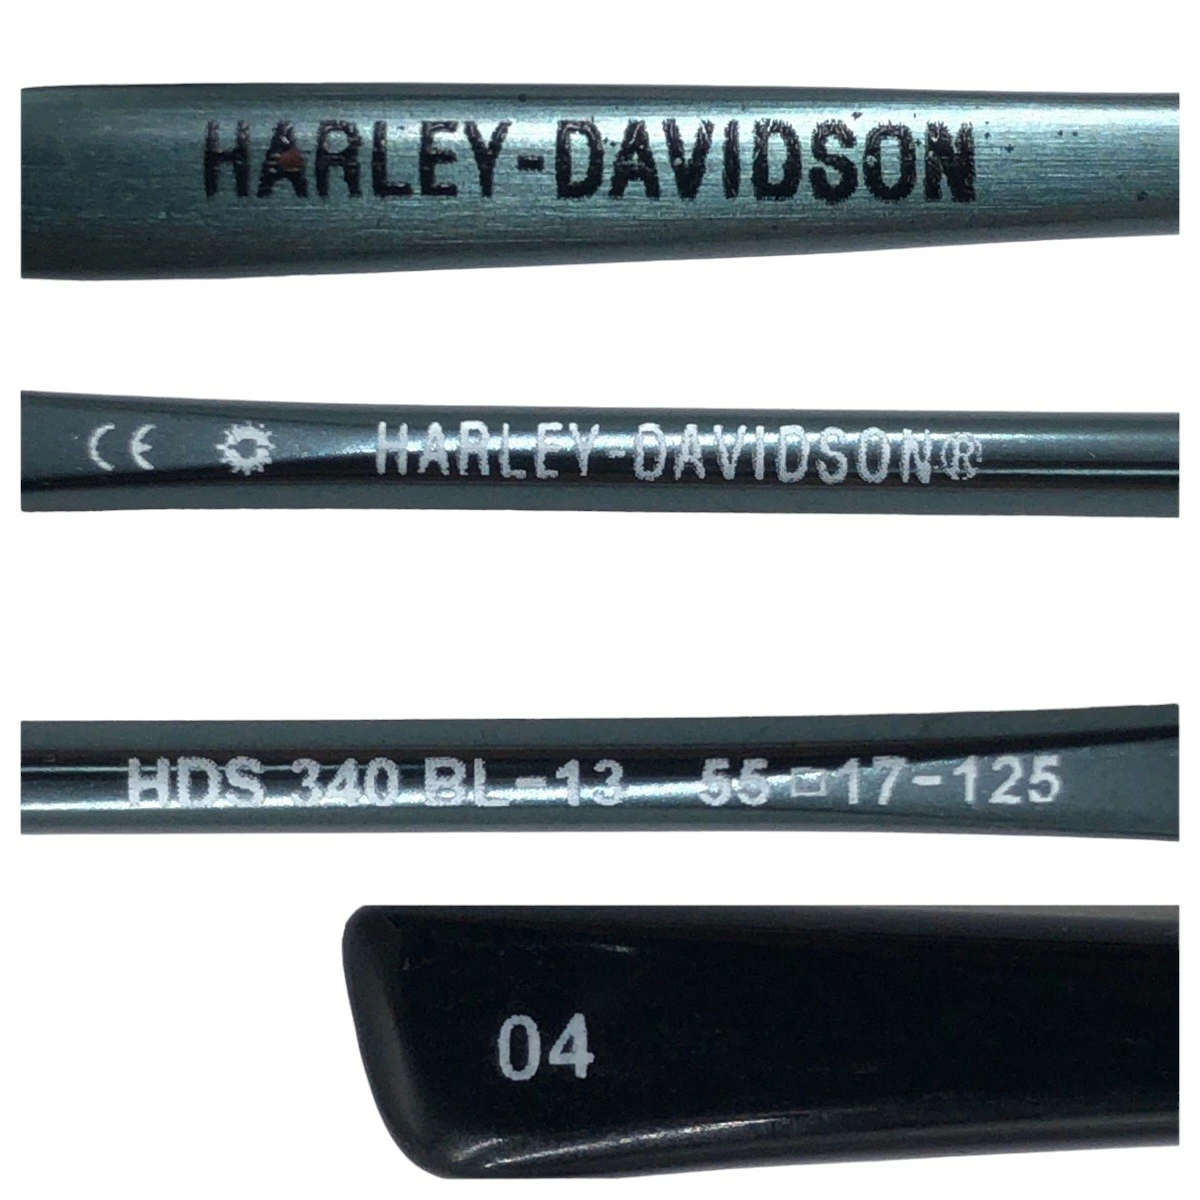 HARLEY-DAVIDSON
CE HARLEY-DAVIDSON®
HDS 340 BL-13 55□17-125
04